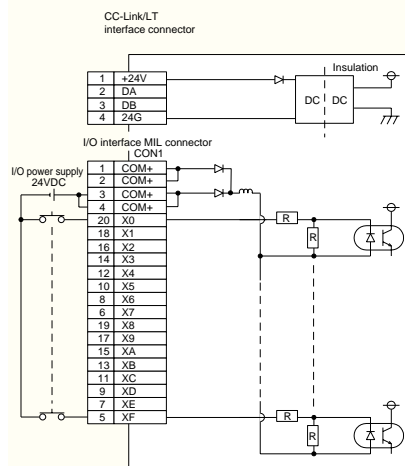 CC-Link/LT
interface connector
Insulation
1 +24V
2 DA
3 DB
4 24G
DC DC
I/O interface MIL connector
CON1
I/O power supply
24VDC
1 COM+
2 COM+
3 COM+
4 COM+
20 X0
18 X1
16 X2
14 X3
12 X4
10 X5
8 X6
6 X7
19 X8
17 X9
15 XA
13 XB
11 XC
9 XD
7 XE
5 XF
R
R
R
R